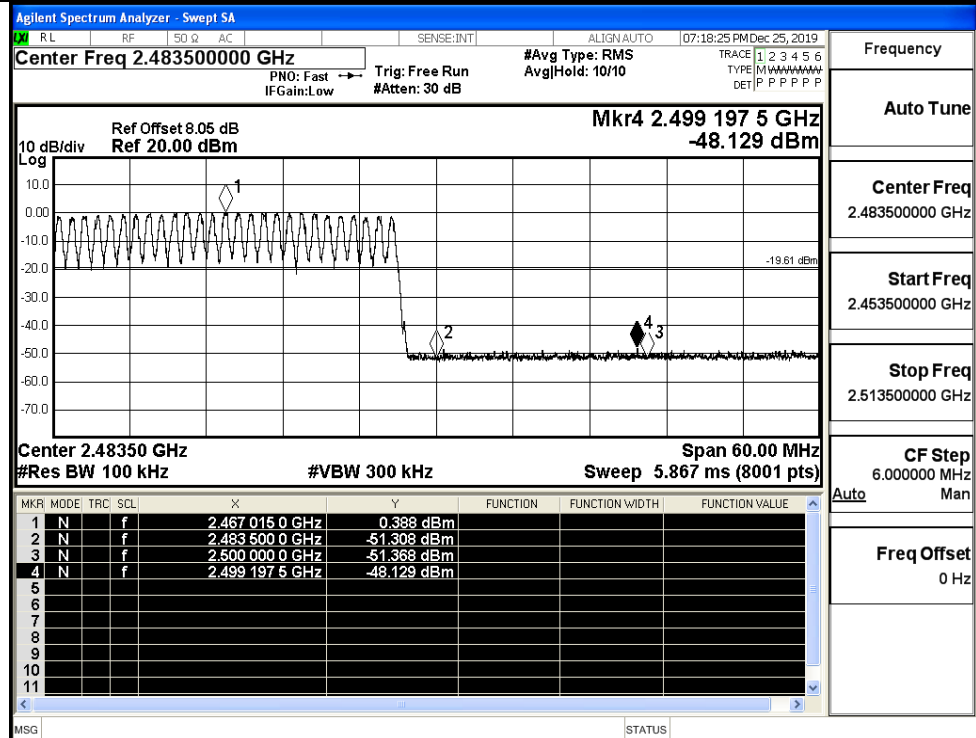 Agilent Spectrum Analyzer - Swept SA
LXI RL RF 50 Ω AC SENSE:INT ALIGNAUTO 07:18:25 PM Dec 25, 2019
Center Freq 2.483500000 GHz
PNO: Fast
IFGain:Low
Trig: Free Run
#Atten: 30 dB
#Avg Type: RMS
Avg|Hold: 10/10
TRACE 1 2 3 4 5 6
TYPE M WWWWW
DET P P P P P P
Mkr4 2.499 197 5 GHz
-48.129 dBm
Ref Offset 8.05 dB
10 dB/div Ref 20.00 dBm
Log
10.0
0.00
-10.0
-20.0
-30.0
-40.0
-50.0
-60.0
-70.0
1
2
4
3
-19.61 dBm
Center 2.48350 GHz Span 60.00 MHz
#Res BW 100 kHz #VBW 300 kHz Sweep 5.867 ms (8001 pts)
MKR MODE TRC SCL X Y FUNCTION FUNCTION WIDTH FUNCTION VALUE
1 N f 2.467 015 0 GHz 0.388 dBm
2 N f 2.483 500 0 GHz -51.308 dBm
3 N f 2.500 000 0 GHz -51.368 dBm
4 N f 2.499 197 5 GHz -48.129 dBm
5
6
7
8
9
10
11
MSG STATUS
Frequency
Auto Tune
Center Freq
2.483500000 GHz
Start Freq
2.453500000 GHz
Stop Freq
2.513500000 GHz
CF Step
6.000000 MHz
Auto Man
Freq Offset
0 Hz